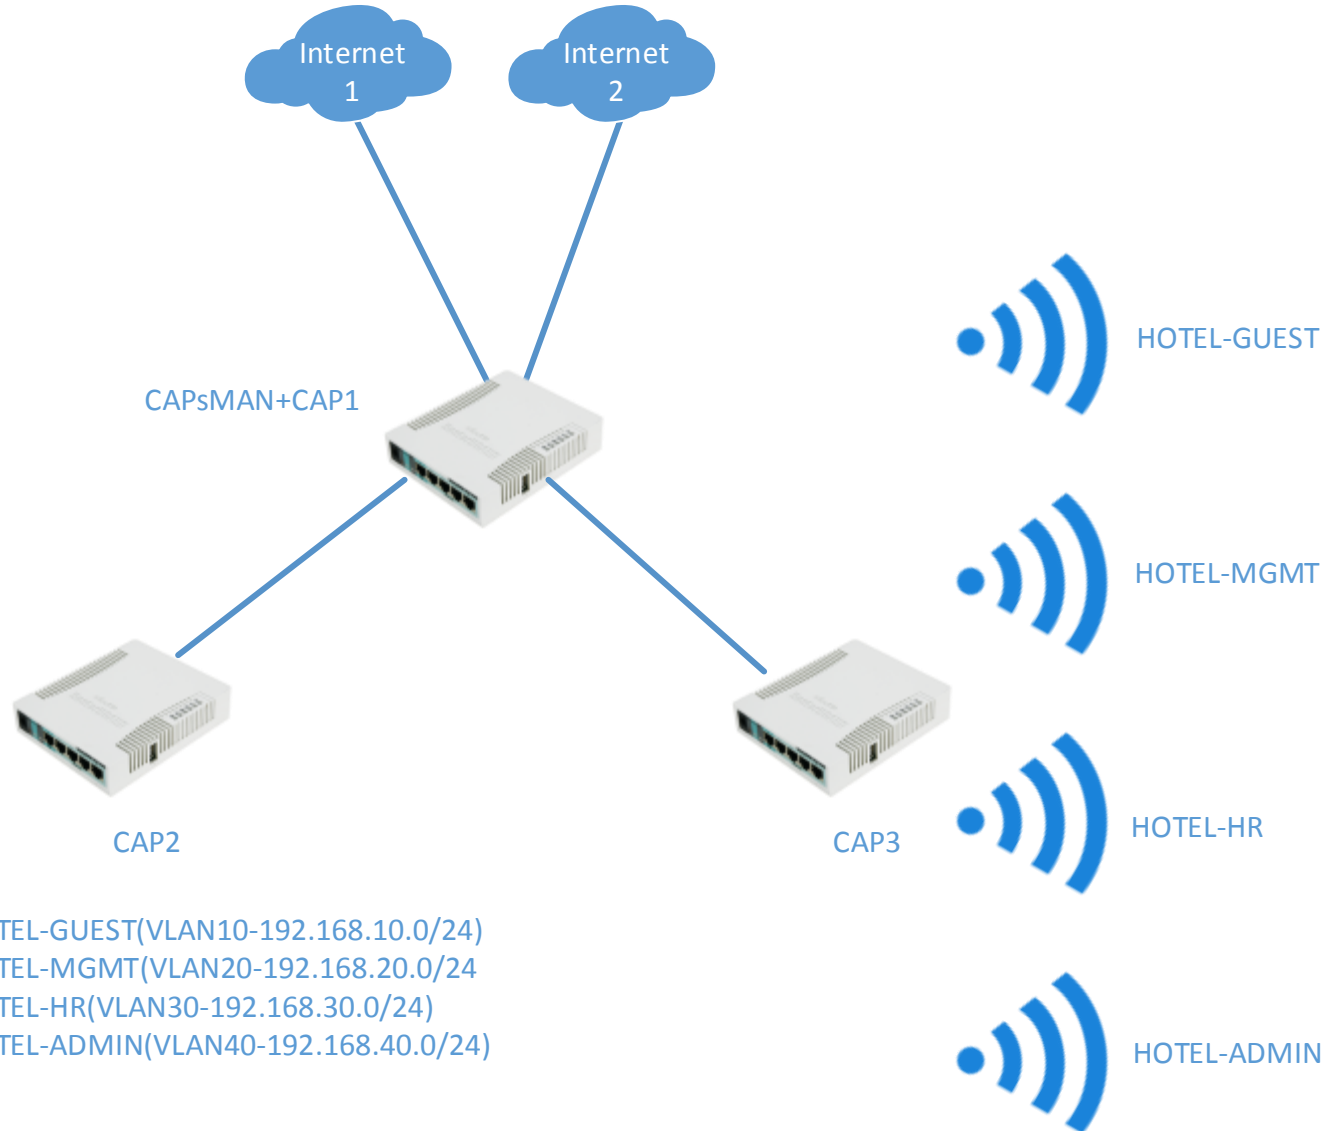 Internet
1
Internet
2
HOTEL-GUEST
CAPsMAN+CAP1
HOTEL-MGMT
HOTEL-HR
CAP2
CAP3
TEL-GUEST(VLAN10-192.168.10.0/24)
TEL-MGMT(VLAN20-192.168.20.0/24
TEL-HR(VLAN30-192.168.30.0/24)
TEL-ADMIN(VLAN40-192.168.40.0/24)
HOTEL-ADMIN